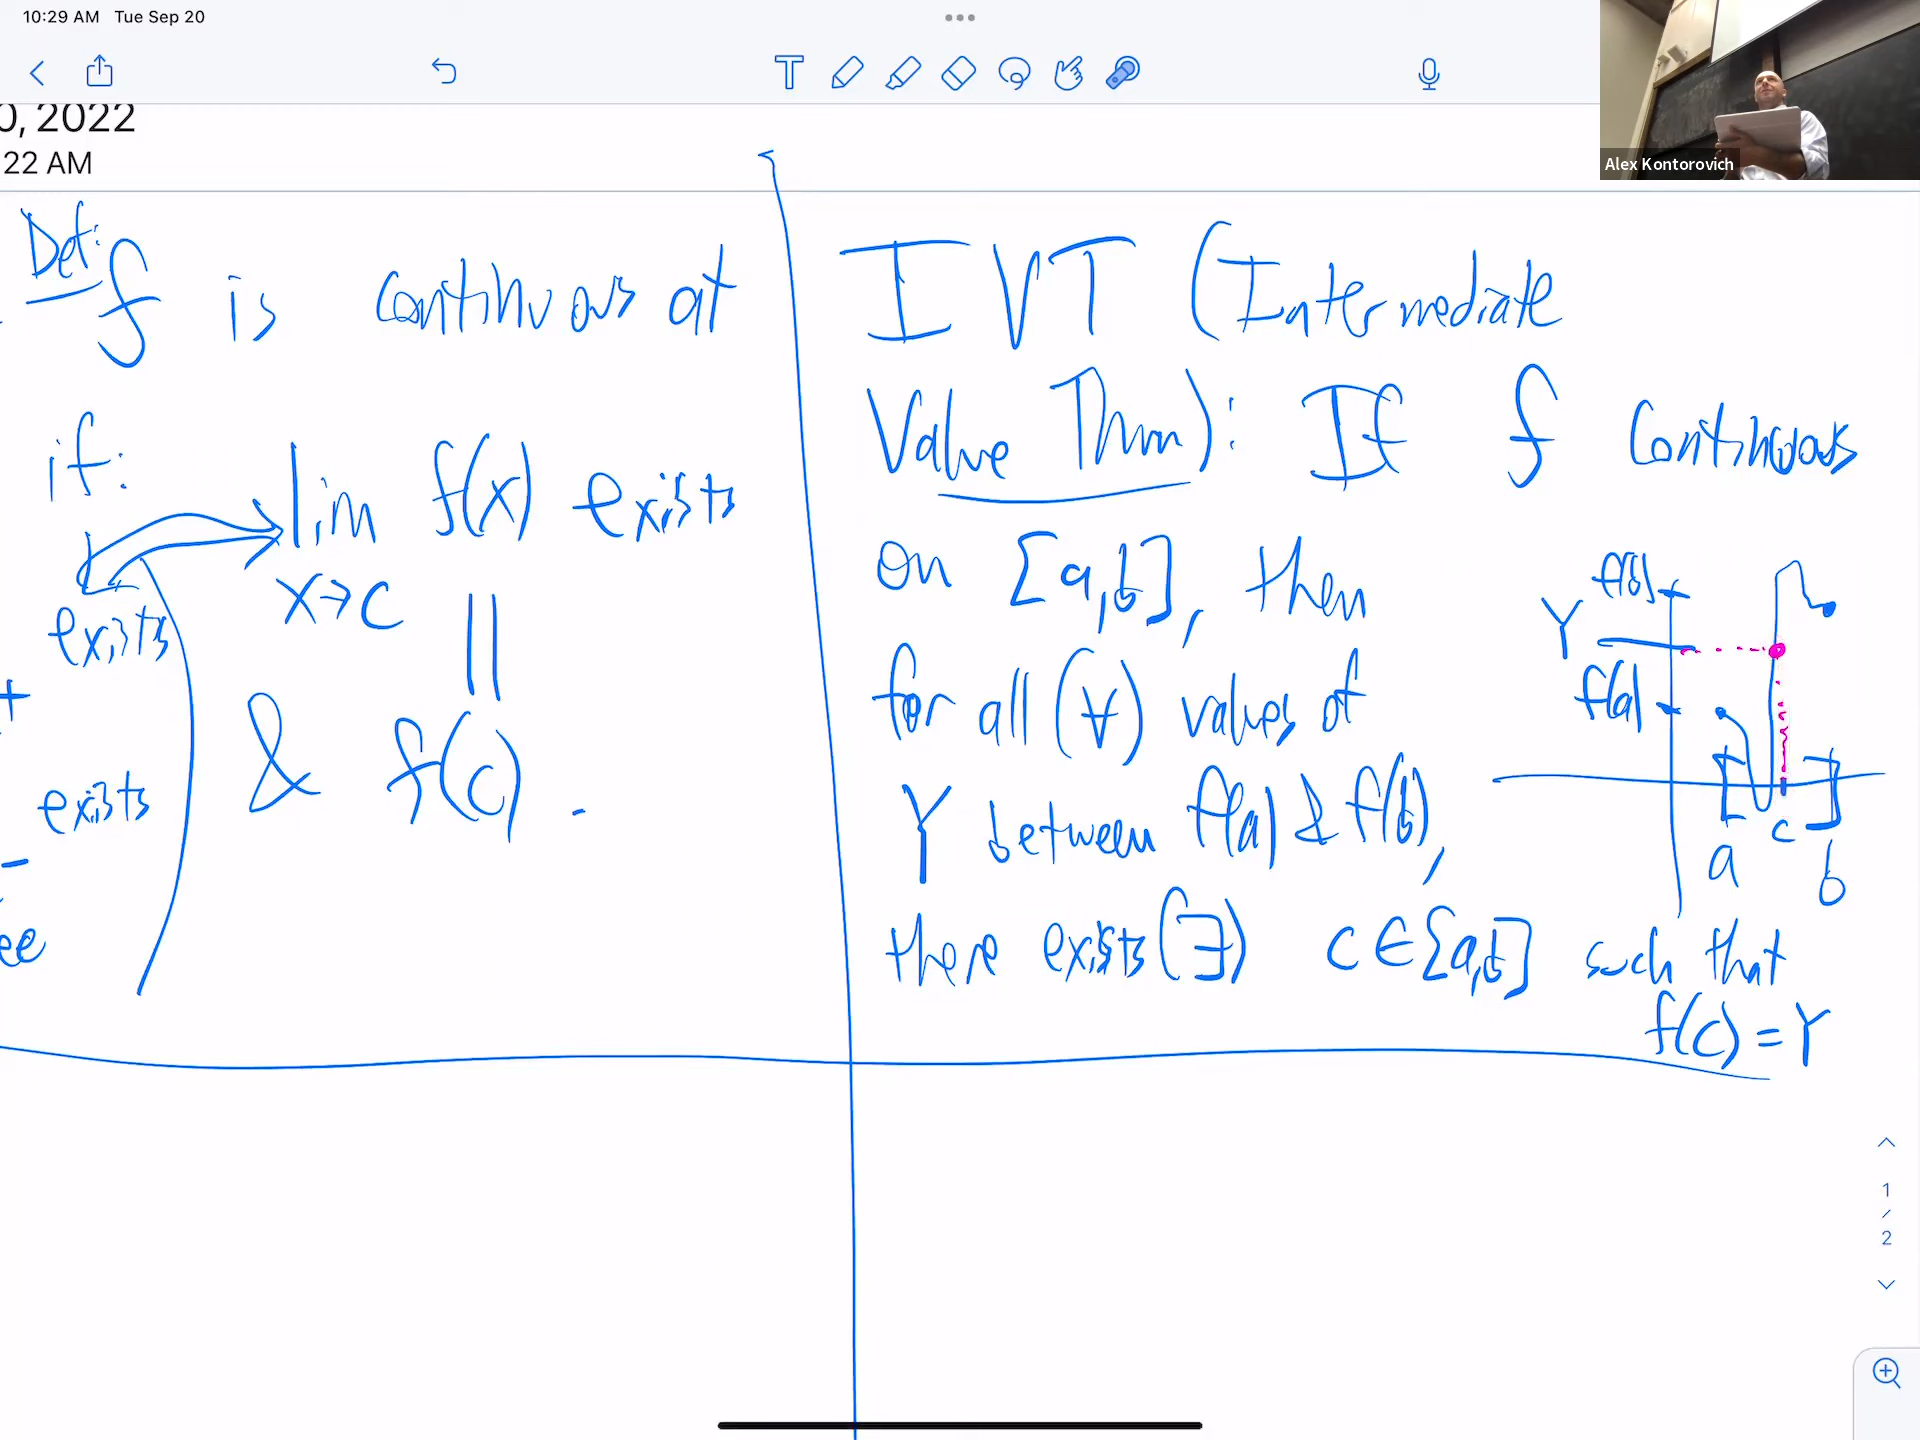 10:29 AM Tue Sep 20
Alex Kontorovich
0, 2022
22 AM
Def:
f is continuous at
if:
lim f(x) exists
x→c
exists
||
& f(c).
+
exists
-
ee
IVT (Intermediate
Value Thm): If f continuous
on [a,b], then
for all (∀) values of
Y between f(a) & f(b),
there exists (∃) c∈[a,b] such that
f(c) = Y
f(b)
Y
f(a)
c
a
b
1
/
2